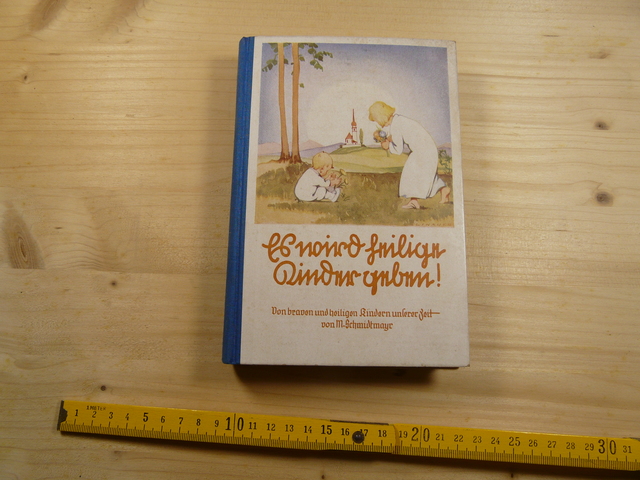 Es wird heilige
Kinder geben!
Von braven und heiligen Kindern unserer Zeit
von M. Schmidtmayr
2 METER
1 2 3 4 5 6 7 8 9 10 11 12 13 14 15 16 17 18 19 20 21 22 23 24 25 26 27 28 29 30 31